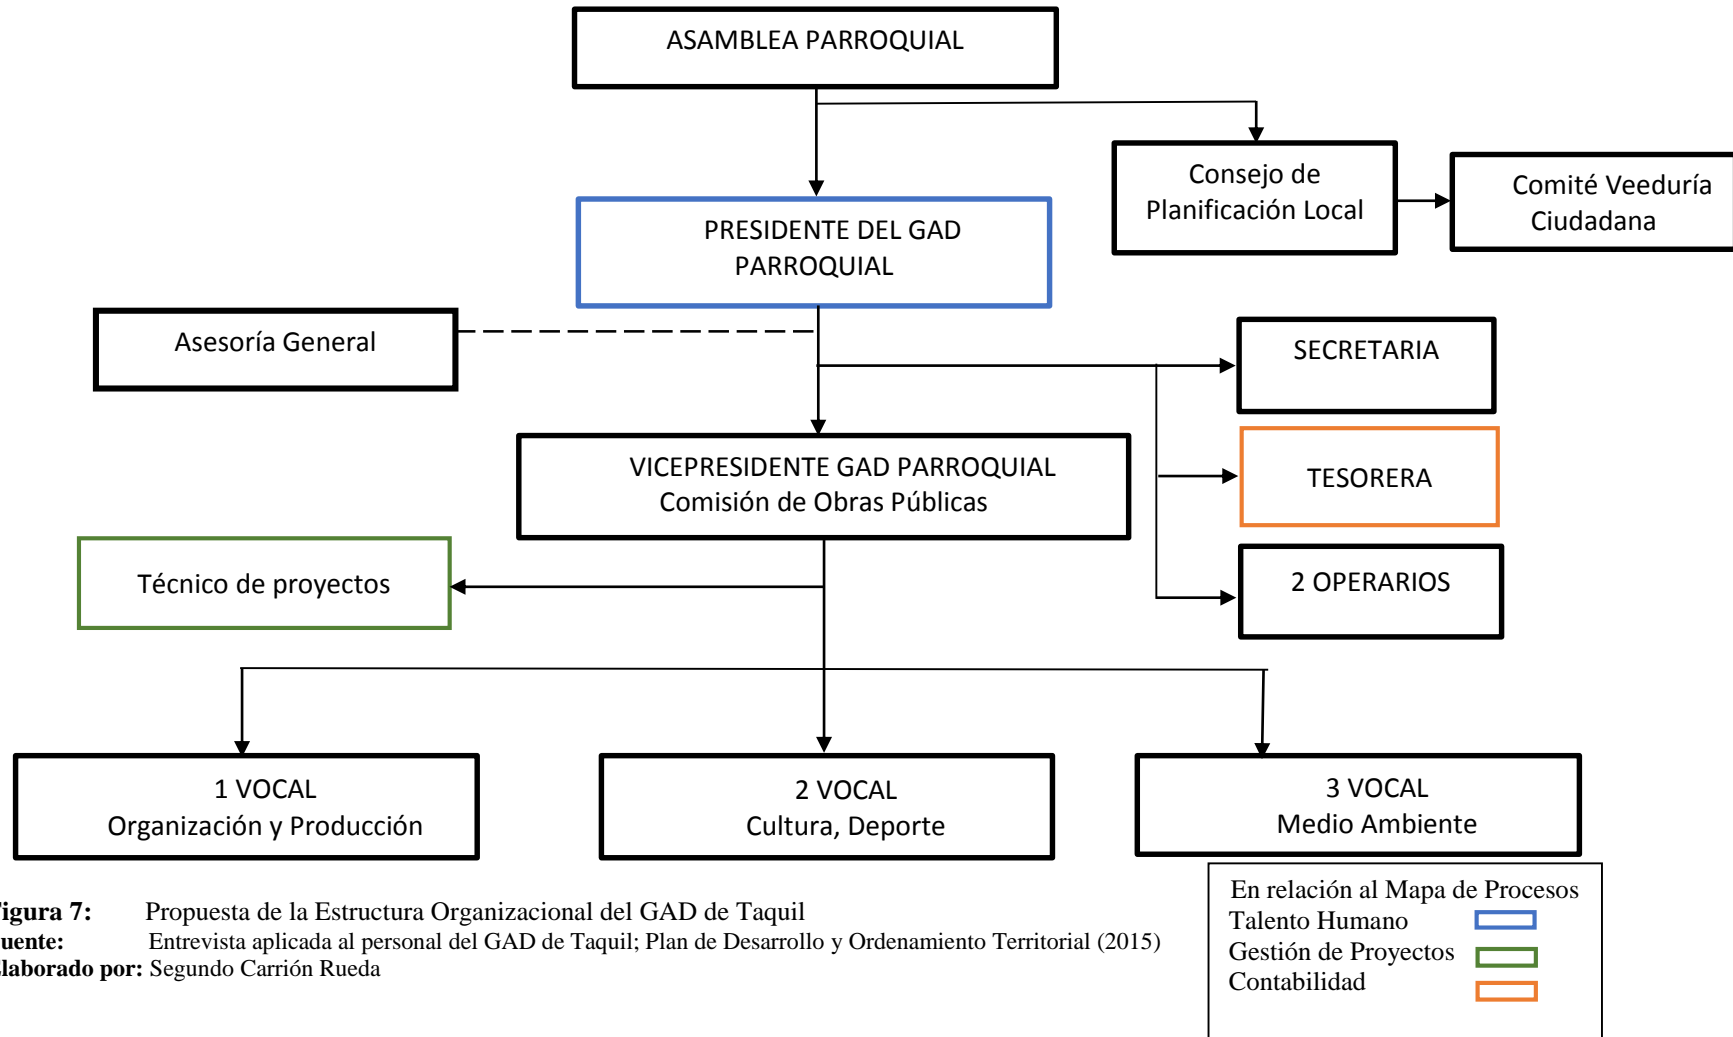 ASAMBLEA PARROQUIAL
Consejo de
Planificación Local
Comité Veeduría
Ciudadana
PRESIDENTE DEL GAD
PARROQUIAL
Asesoría General
SECRETARIA
VICEPRESIDENTE GAD PARROQUIAL
Comisión de Obras Públicas
TESORERA
Técnico de proyectos
2 OPERARIOS
1 VOCAL
Organización y Producción
2 VOCAL
Cultura, Deporte
3 VOCAL
Medio Ambiente
En relación al Mapa de Procesos
Talento Humano
Gestión de Proyectos
Contabilidad
igura 7: Propuesta de la Estructura Organizacional del GAD de Taquil
uente: Entrevista aplicada al personal del GAD de Taquil; Plan de Desarrollo y Ordenamiento Territorial (2015)
laborado por: Segundo Carrión Rueda